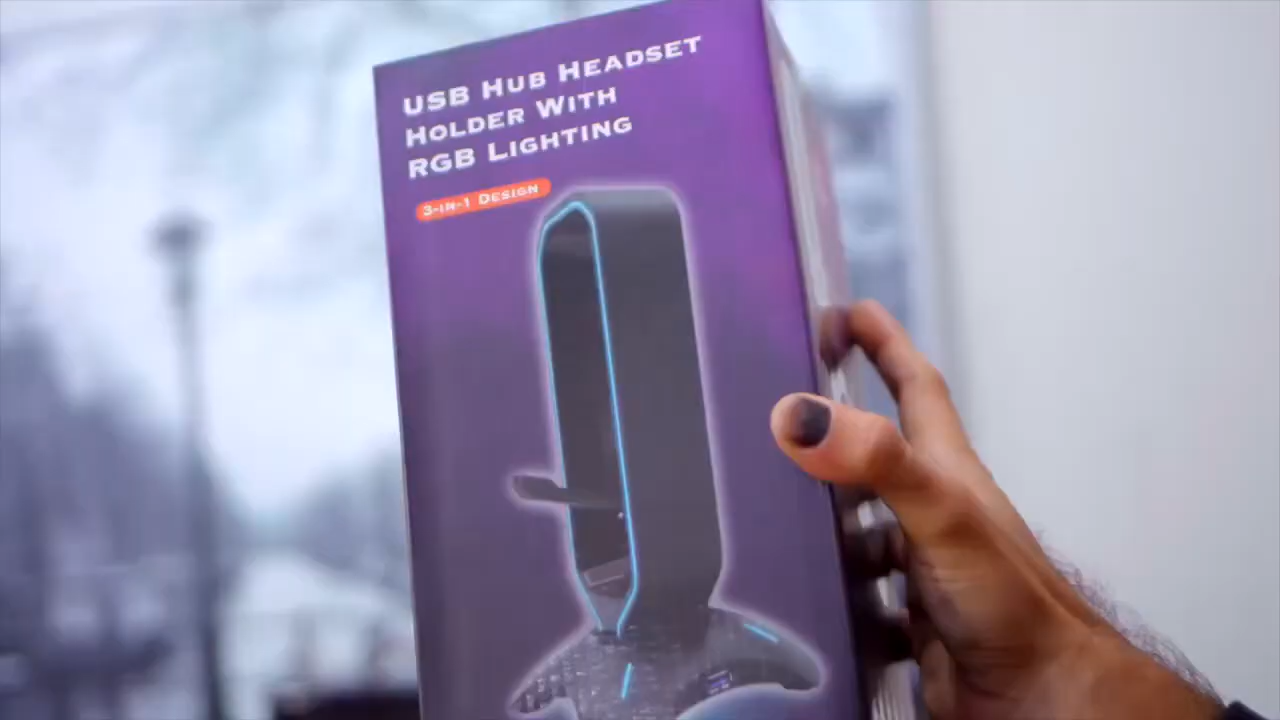 USB Hub Headset
Holder With
RGB Lighting
3-in-1 Design